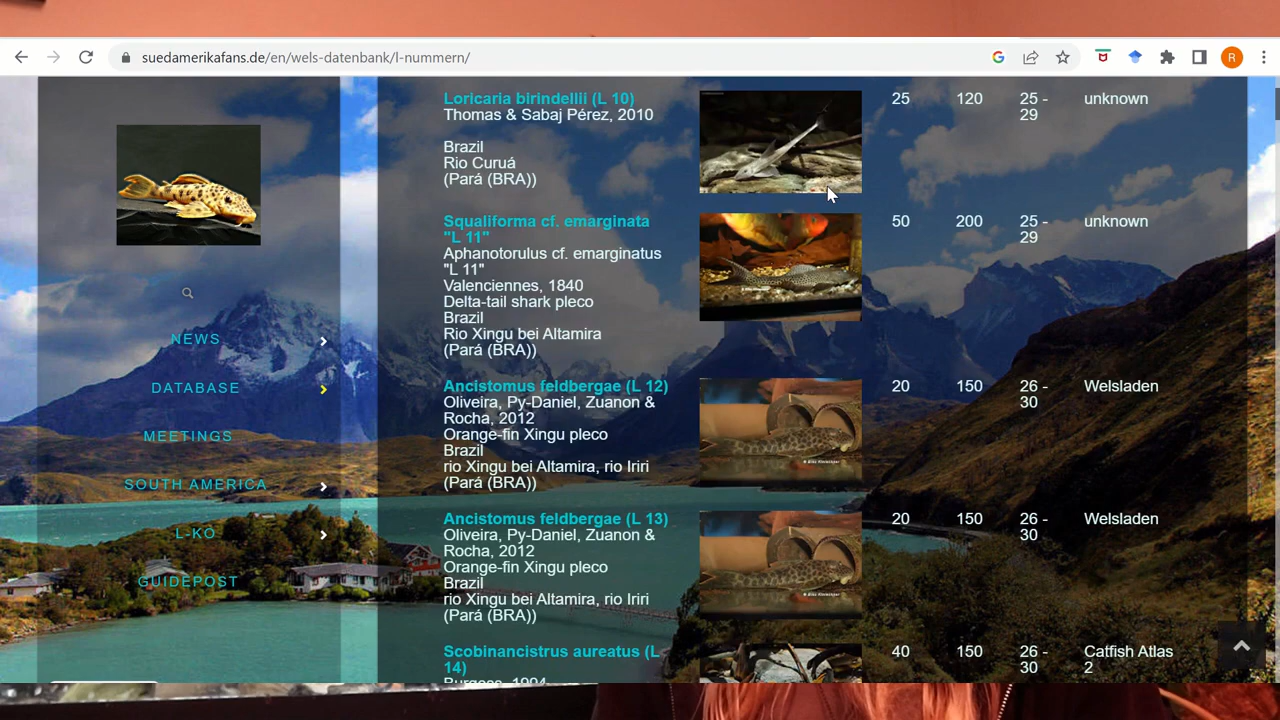 suedamerikafans.de/en/wels-datenbank/l-nummern/
R
NEWS
DATABASE
MEETINGS
SOUTH AMERICA
L-KO
GUIDEPOST
Loricaria birindellii (L 10)
Thomas & Sabaj Pérez, 2010
Brazil
Rio Curuá
(Pará (BRA))
25
120
25 -
29
unknown
Squaliforma cf. emarginata
"L 11"
Aphanotorulus cf. emarginatus
"L 11"
Valenciennes, 1840
Delta-tail shark pleco
Brazil
Rio Xingu bei Altamira
(Pará (BRA))
50
200
25 -
29
unknown
Ancistomus feldbergae (L 12)
Oliveira, Py-Daniel, Zuanon &
Rocha, 2012
Orange-fin Xingu pleco
Brazil
rio Xingu bei Altamira, rio Iriri
(Pará (BRA))
20
150
26 -
30
Welsladen
Ancistomus feldbergae (L 13)
Oliveira, Py-Daniel, Zuanon &
Rocha, 2012
Orange-fin Xingu pleco
Brazil
rio Xingu bei Altamira, rio Iriri
(Pará (BRA))
20
150
26 -
30
Welsladen
Scobinancistrus aureatus (L
14)
Burgess, 1994
40
150
26 -
30
Catfish Atlas
2